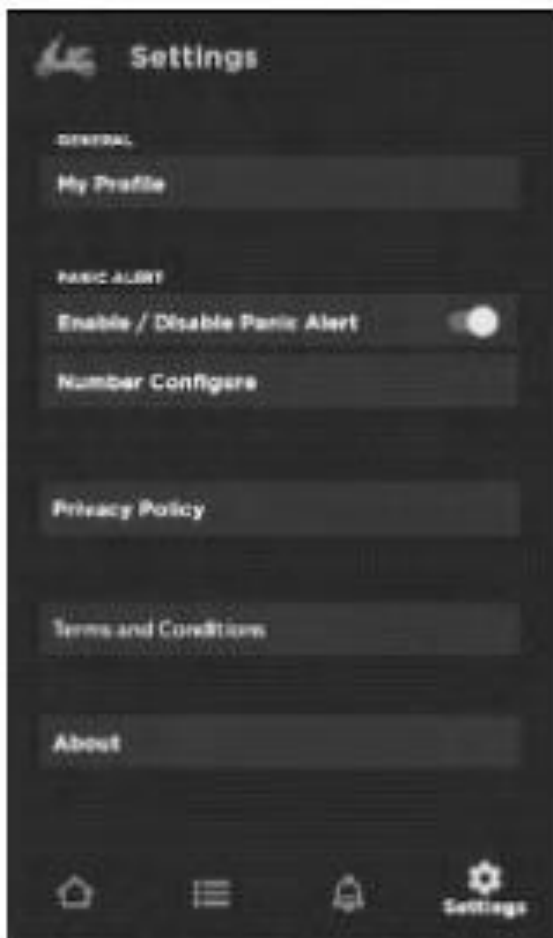 Settings
GENERAL
My Profile
PANIC ALERT
Enable / Disable Panic Alert
Number Configure
Privacy Policy
Terms and Conditions
About
Settings